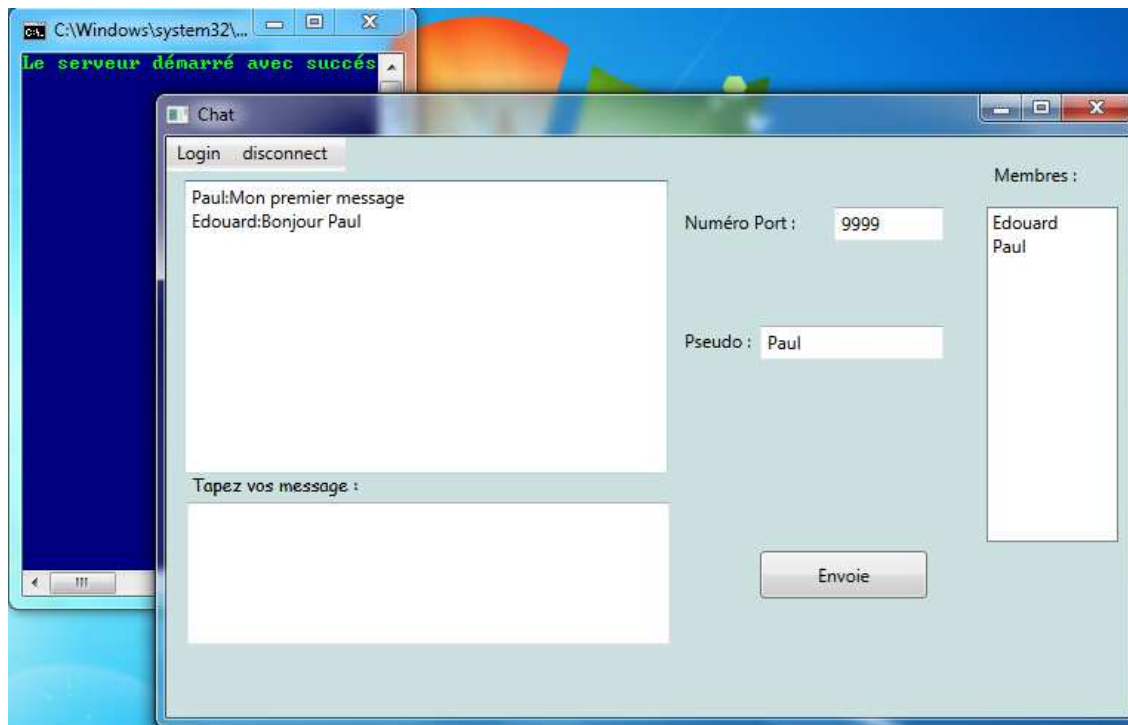 C:\Windows\system32\...
Le serveur démarré avec succés
Chat
Login disconnect
Membres :
Paul:Mon premier message
Edouard:Bonjour Paul
Numéro Port :
9999
Edouard
Paul
Pseudo :
Paul
Tapez vos message :
Envoie